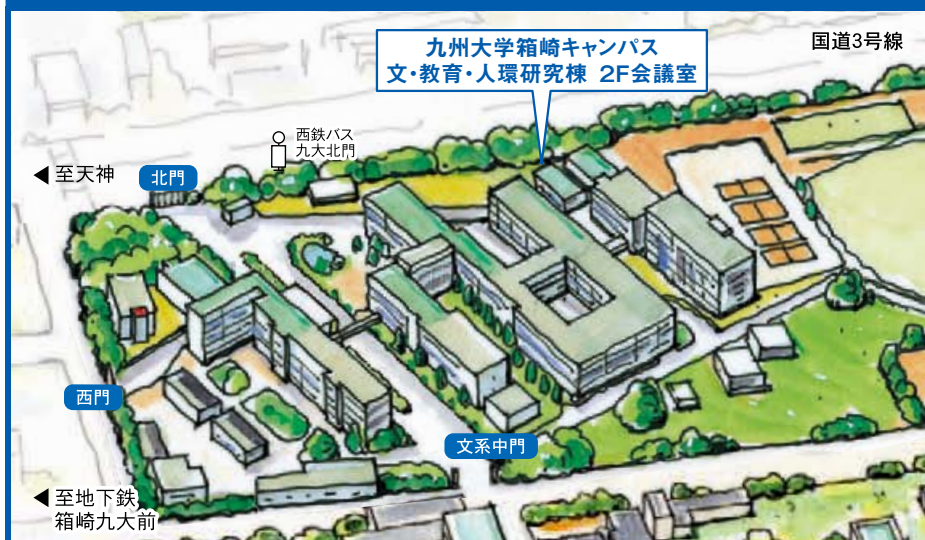 国道3号線
九州大学箱崎キャンパス
文・教育・人環研究棟 2F会議室
西鉄バス
九大北門
◀至天神
北門
西門
文系中門
◀至地下鉄
箱崎九大前